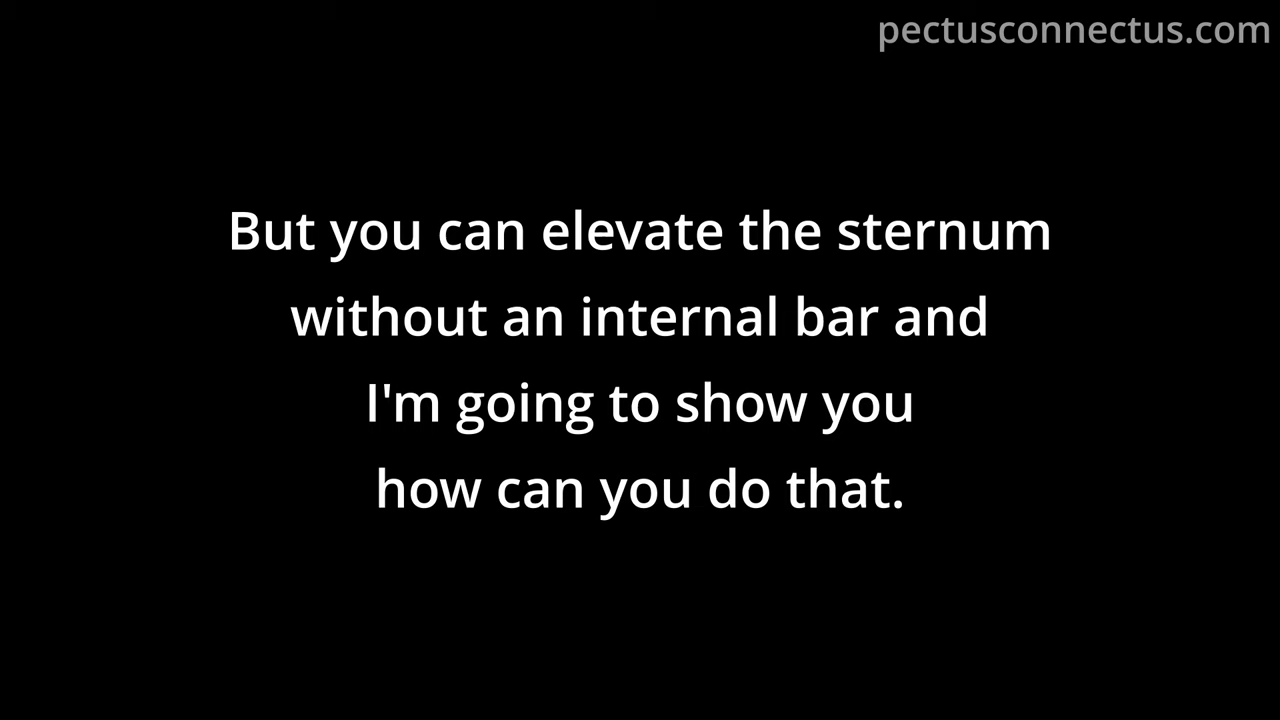 pectusconnectus.com
But you can elevate the sternum
without an internal bar and
I'm going to show you
how can you do that.